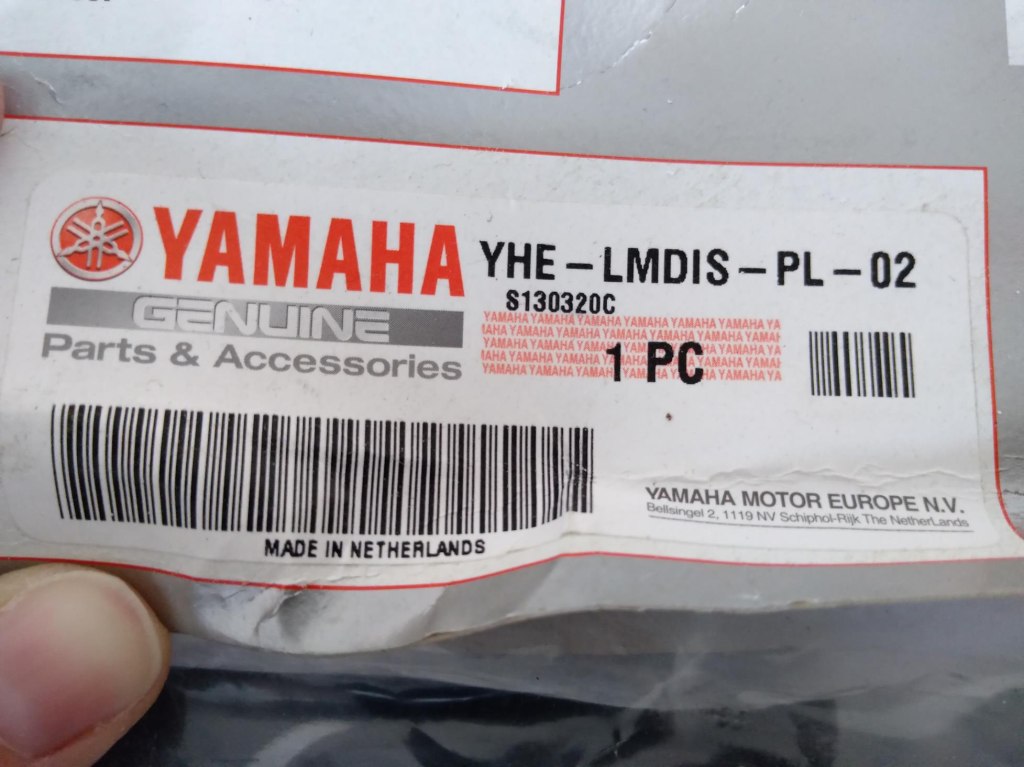 YAMAHA
GENUINE
Parts & Accessories
YHE-LMDIS-PL-02
S130320C
YAMAHA YAMAHA YAMAHA YAMAHA YAMAHA YAMAHA YAMAHA YA
MAHA YAMAHA YAMAHA YAMAHA YAMAHA YAMAHA YAMAHA YAMAH
YAMAHA YAMAHA YAMAHA YAMAHA YAMAHA
YAMAHA YAMAHA YAMAHA YAMAHA
YAMAHA YAMAHA YAMAHA YAMAHA YAMAHA YA
1 PC
MADE IN NETHERLANDS
YAMAHA MOTOR EUROPE N.V.
Bellsingel 2, 1119 NV Schiphol-Rijk The NetherLands